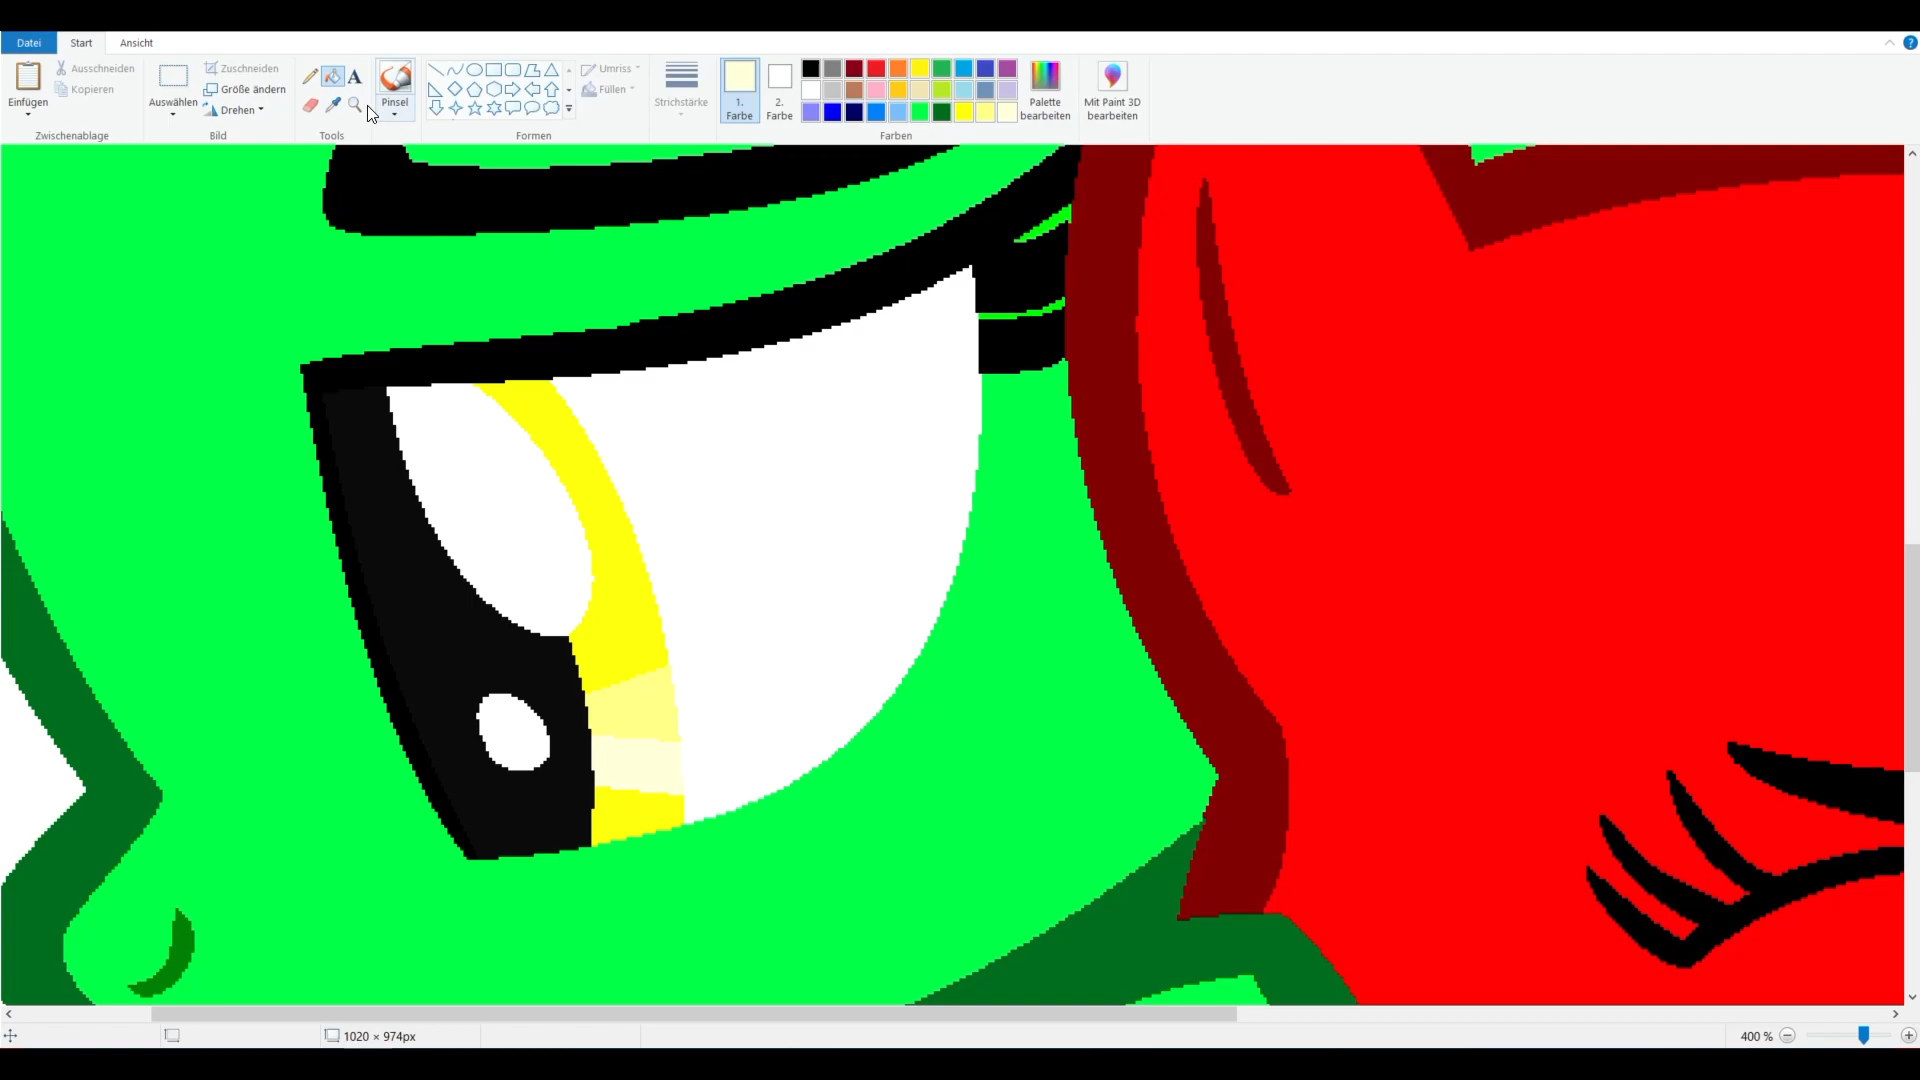 Datei Start Ansicht
Einfügen
Ausschneiden
Kopieren
Zwischenablage
Auswählen
Zuschneiden
Größe ändern
Drehen
Bild
A
Tools
Pinsel
Formen
Umriss
Füllen
Strichstärke
1.
Farbe
2.
Farbe
Farben
Palette
bearbeiten
Mit Paint 3D
bearbeiten
?
1020 × 974px
400 %